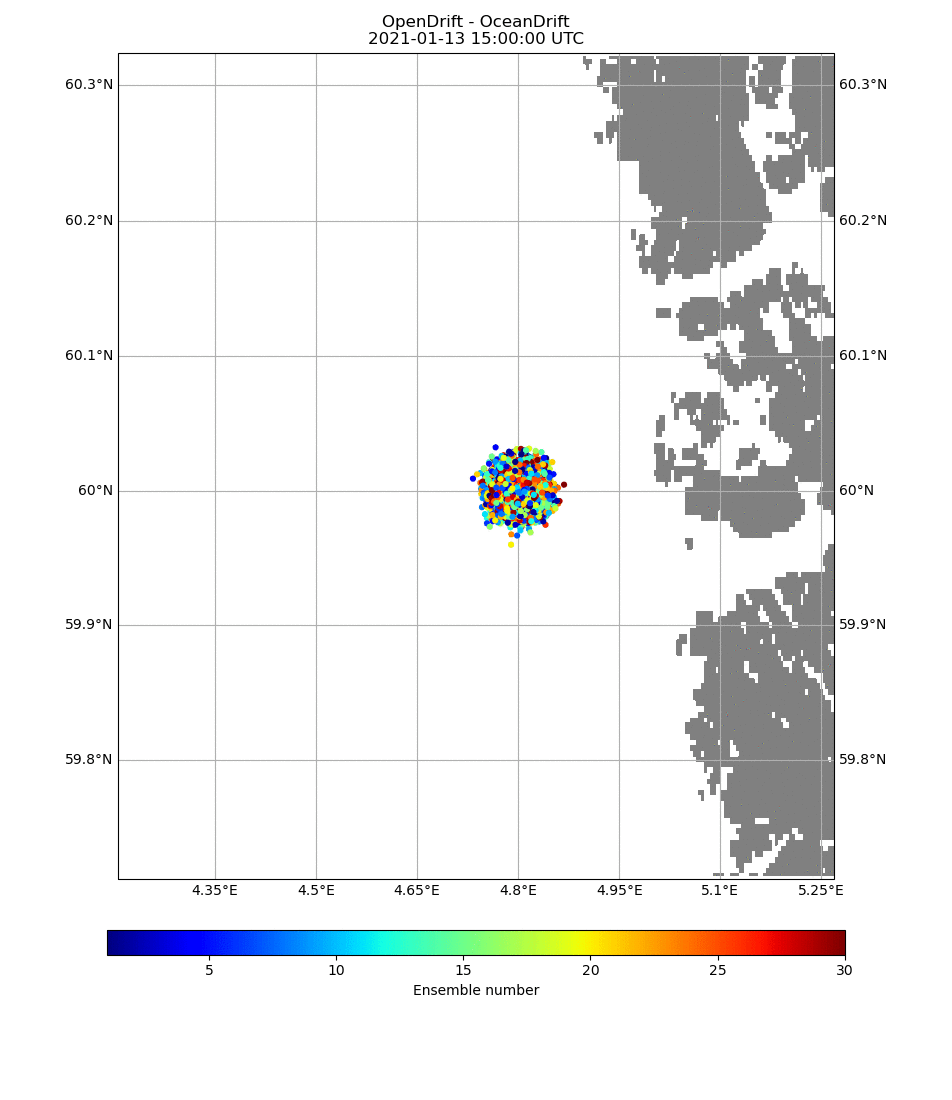 OpenDrift - OceanDrift
2021-01-13 15:00:00 UTC
60.3°N 60.3°N
60.2°N 60.2°N
60.1°N 60.1°N
60°N 60°N
59.9°N 59.9°N
59.8°N 59.8°N
4.35°E 4.5°E 4.65°E 4.8°E 4.95°E 5.1°E 5.25°E
5 10 15 20 25 30
Ensemble number